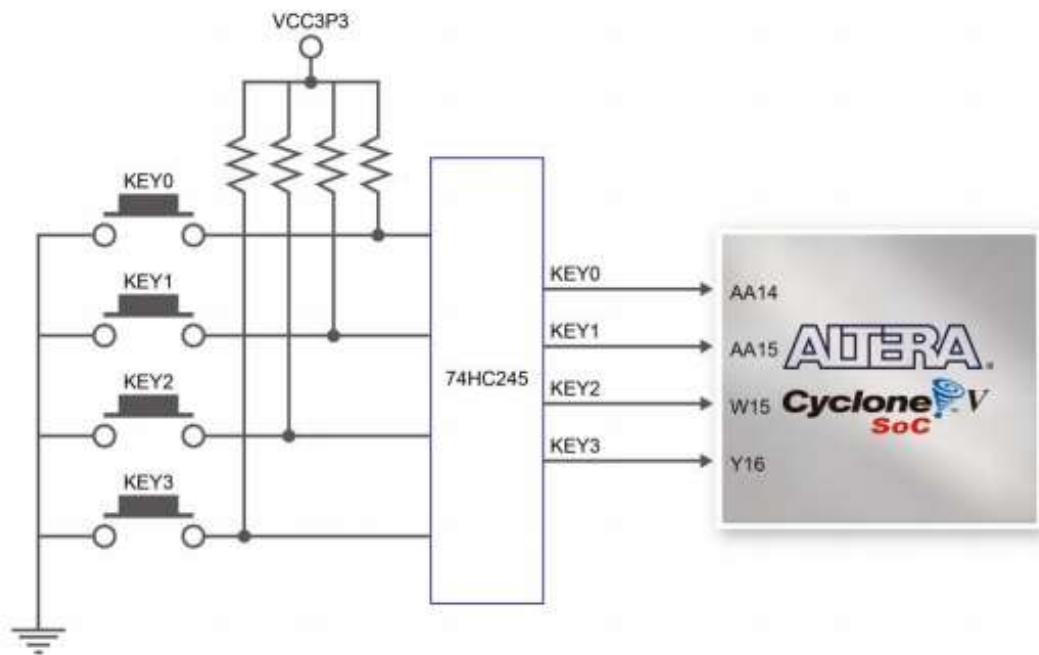 VCC3P3
KEY0
KEY1
KEY2
KEY3
74HC245
KEY0
KEY1
KEY2
KEY3
AA14
AA15
W15
Y16
ALTERA.
Cyclone V
SoC